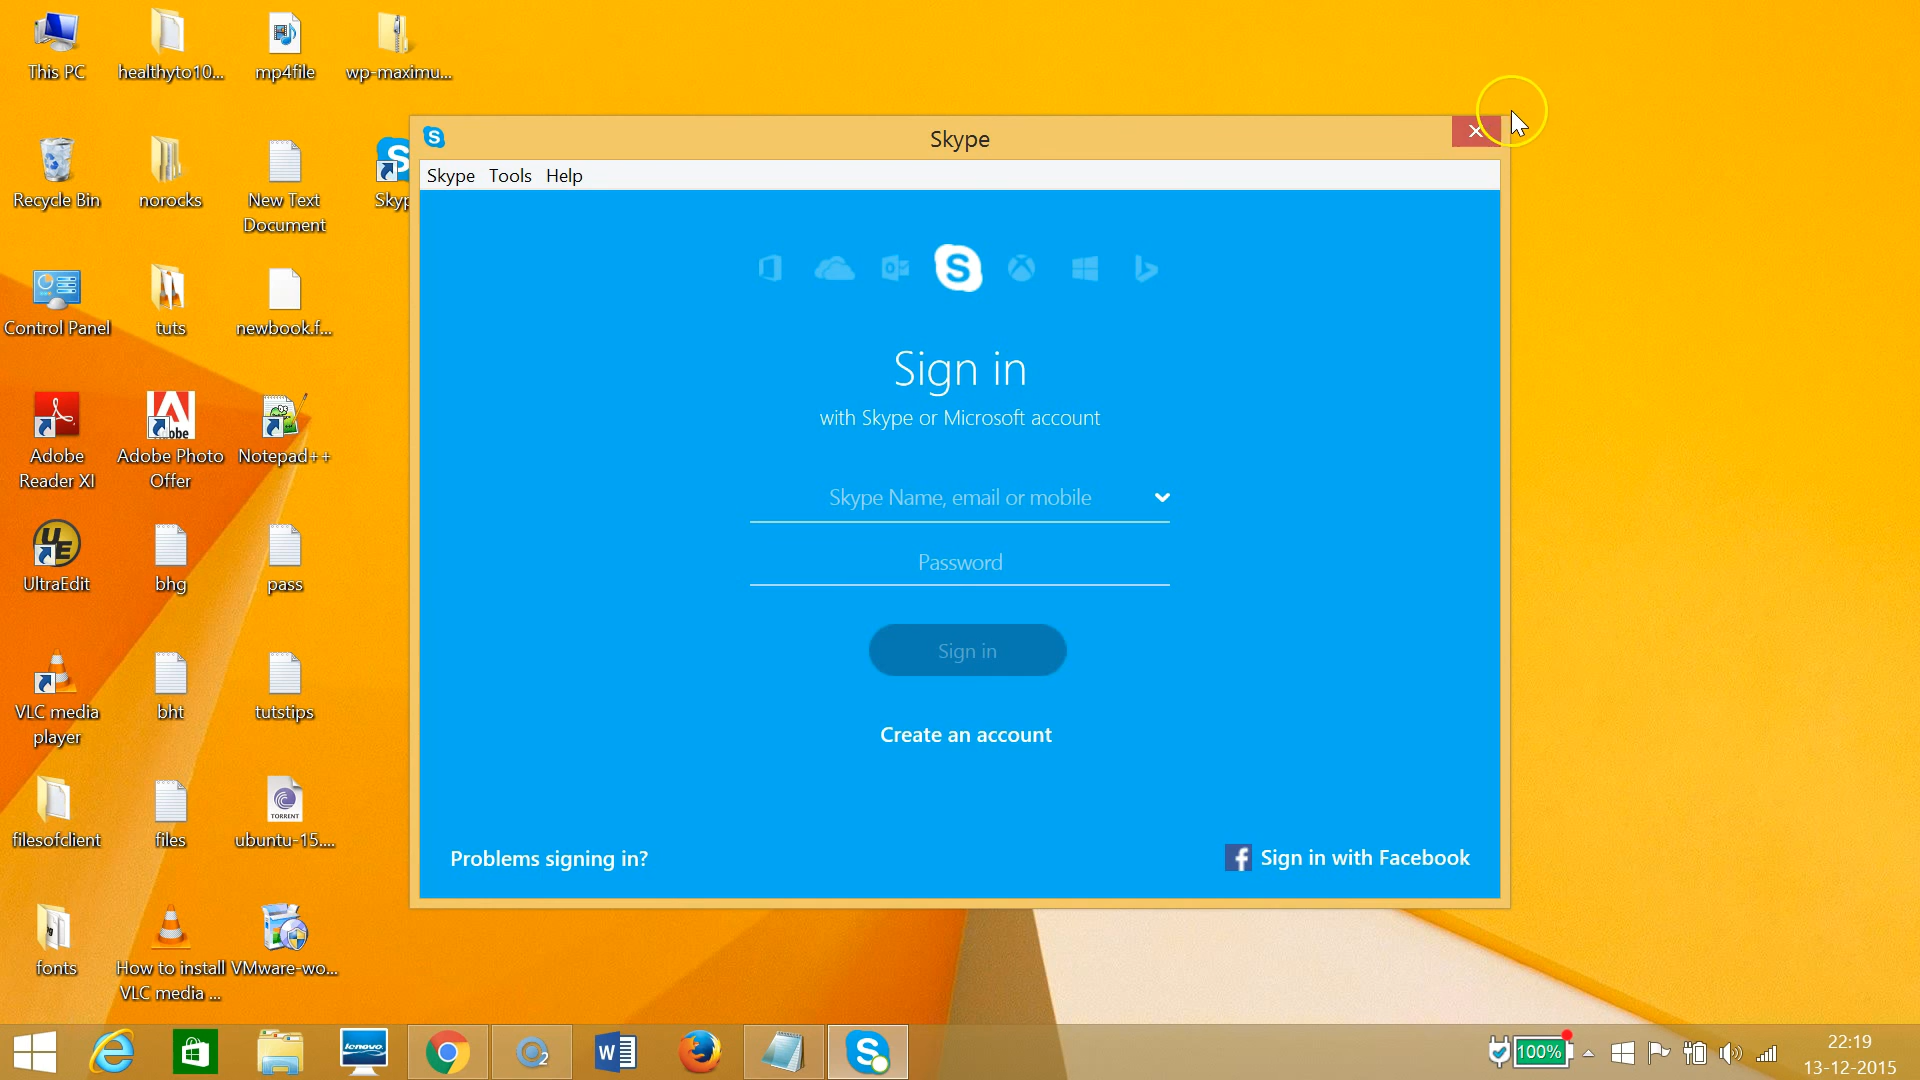 This PC
healthyto10...
mp4file
wp-maximu...
Recycle Bin
norocks
New Text
Document
Skyp
Control Panel
tuts
newbook.f...
Adobe
Reader XI
Adobe Photo
Offer
Notepad++
UltraEdit
bhg
pass
VLC media
player
bht
tutstips
filesofclient
files
TORRENT
ubuntu-15....
fonts
How to install
VLC media ...
VMware-wo...
Skype
Skype Tools Help
Sign in
with Skype or Microsoft account
Skype Name, email or mobile
Password
Sign in
Create an account
Problems signing in?
Sign in with Facebook
lenovo
100%
22:19
13-12-2015